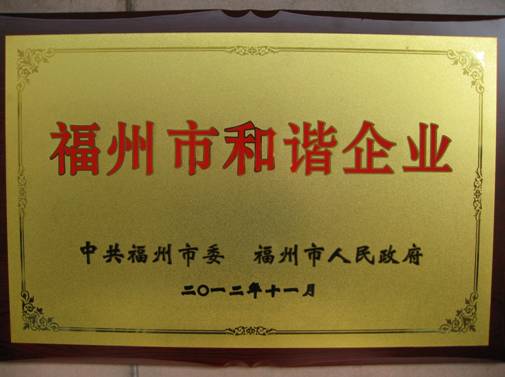 福州市和谐企业
中共福州市委 福州市人民政府
二〇一二年十一月